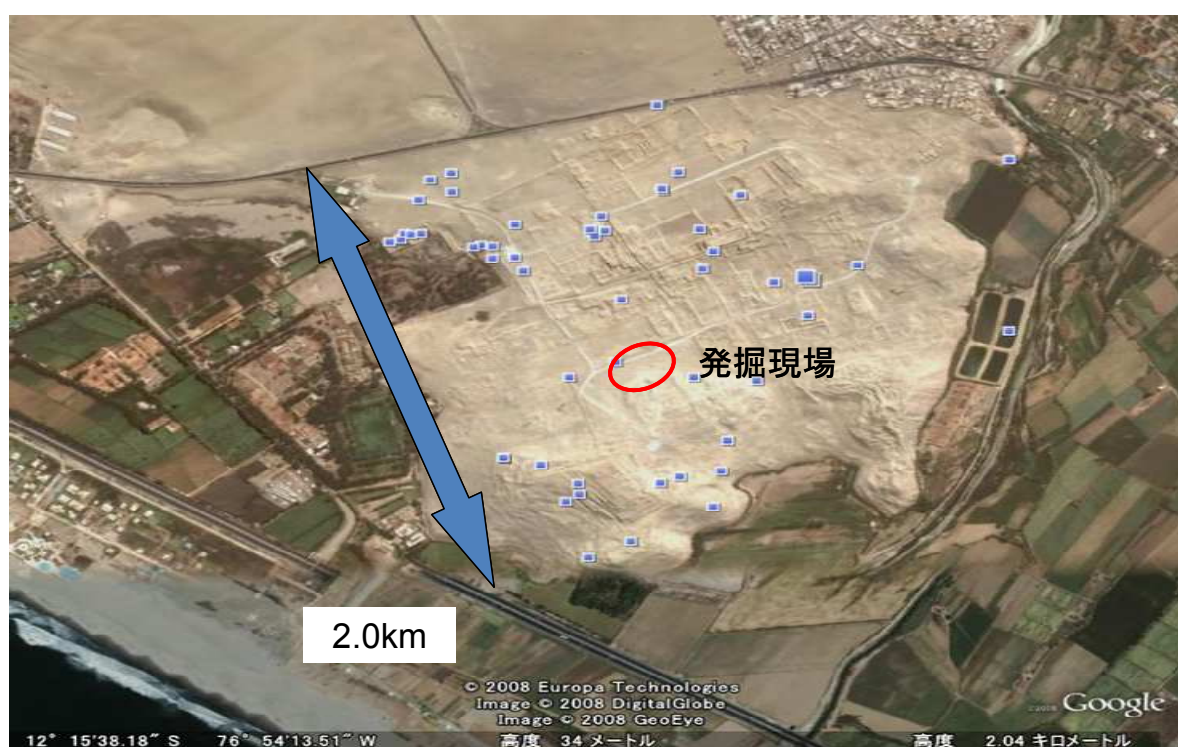 発掘現場
2.0km
© 2008 Europa Technologies
Image © 2008 DigitalGlobe
Image © 2008 GeoEye
©2008 Google
12° 15'38.18" S 76° 54'13.51" W 高度 34 メートル 高度 2.04 キロメートル